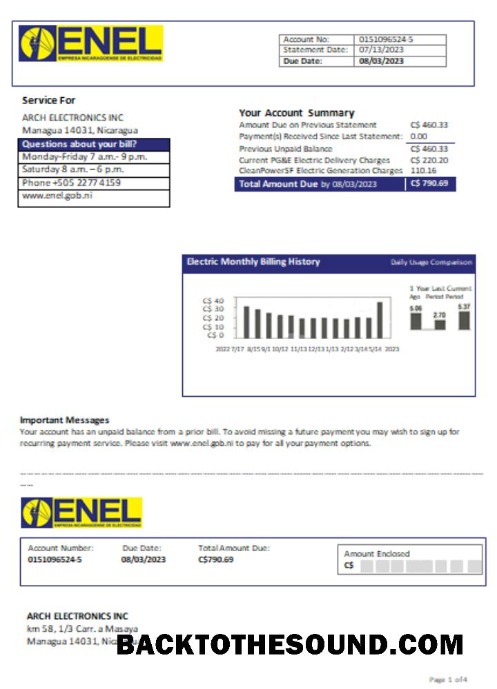 ENEL
EMPRESA NICARAGÜENSE DE ELECTRICIDAD
Account No: 0151096524-5
Statement Date: 07/13/2023
Due Date: 08/03/2023
Service For
ARCH ELECTRONICS INC
Managua 14031, Nicaragua
Questions about your bill?
Monday-Friday 7 a.m.- 9 p.m.
Saturday 8 a.m. – 6 p.m.
Phone +505 2277 4159
www.enel.gob.ni
Your Account Summary
Amount Due on Previous Statement C$ 460.33
Payment(s) Received Since Last Statement: 0.00
Previous Unpaid Balance C$ 460.33
Current PG&E Electric Delivery Charges C$ 220.20
CleanPowerSF Electric Generation Charges 110.16
Total Amount Due by 08/03/2023 C$ 790.69
Electric Monthly Billing History Daily Usage Comparison
1 Year Last Current
Ago Period Period
5.06 2.70 5.37
C$ 40
C$ 30
C$ 20
C$ 10
C$ 0
2022 7/17 8/15 9/1 10/12 11/13 12/10 1/13 2/12 3/14 5/14 2023
Important Messages
Your account has an unpaid balance from a prior bill. To avoid missing a future payment you may wish to sign up for
recurring payment service. Please visit www.enel.gob.ni to pay for all your payment options.
ENEL
EMPRESA NICARAGÜENSE DE ELECTRICIDAD
Account Number: Due Date: Total Amount Due:
0151096524-5 08/03/2023 C$790.69
Amount Enclosed
C$
ARCH ELECTRONICS INC
km 58, 1/3 Carr. a Masaya
Managua 14031,
BACKTOTHESOUND.COM
Page 1 of 4